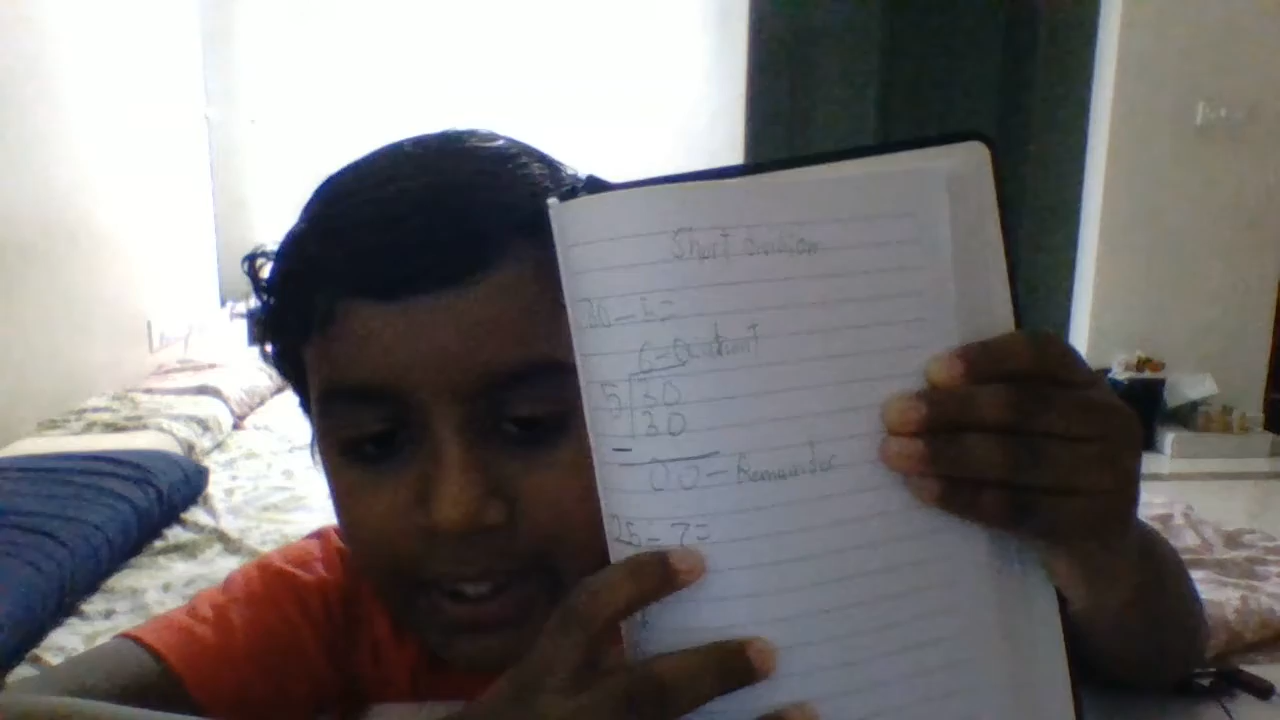 Short Division
30 – 5 =
6 – Quotient
5 30
30
00 – Remainder
25 – 7 =